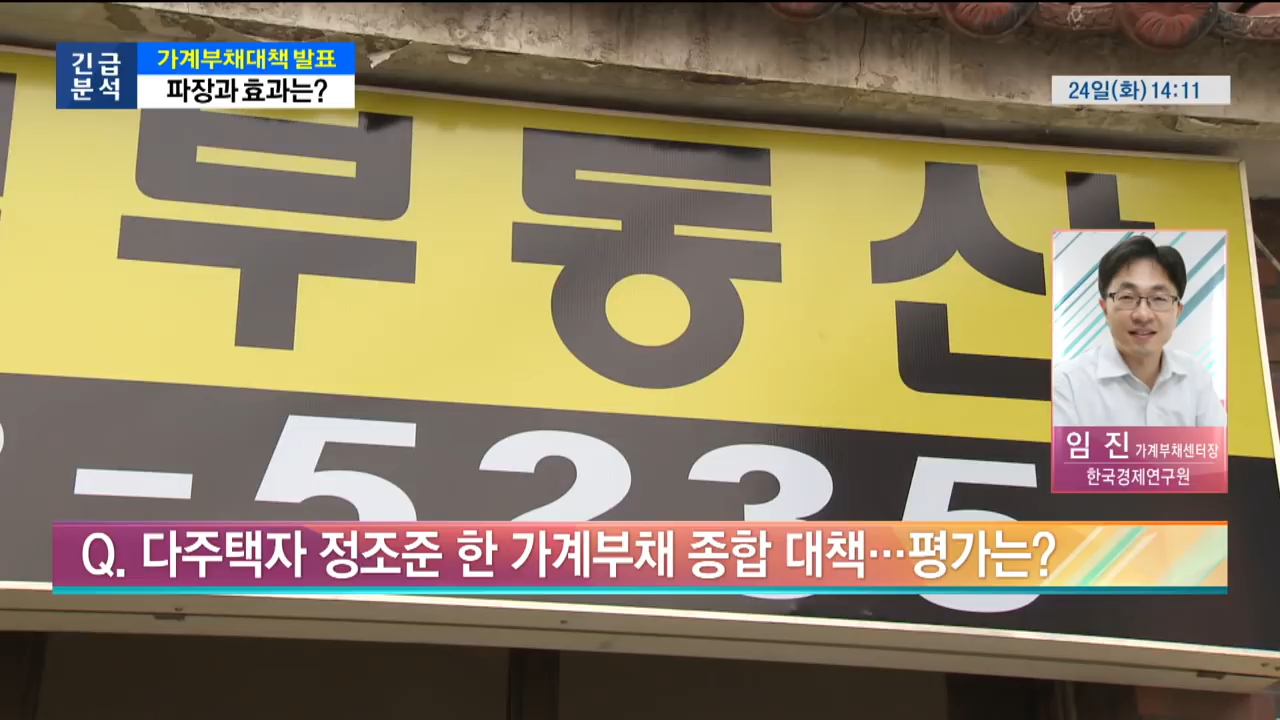 긴급
분석
가계부채대책 발표
파장과 효과는?
24일(화) 14:11
부동산
-5235
임 진 가계부채센터장
한국경제연구원
Q. 다주택자 정조준 한 가계부채 종합 대책…평가는?